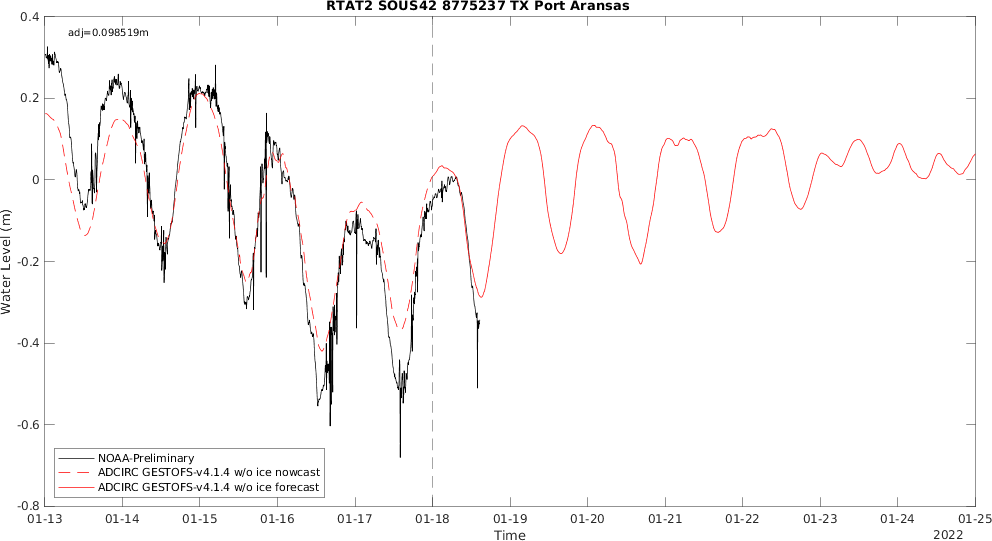 RTAT2 SOUS42 8775237 TX Port Aransas
adj=0.098519m
0.4
0.2
0
-0.2
-0.4
-0.6
-0.8
Water Level (m)
NOAA-Preliminary
ADCIRC GESTOFS-v4.1.4 w/o ice nowcast
ADCIRC GESTOFS-v4.1.4 w/o ice forecast
01-13 01-14 01-15 01-16 01-17 01-18 01-19 01-20 01-21 01-22 01-23 01-24 01-25
Time
2022